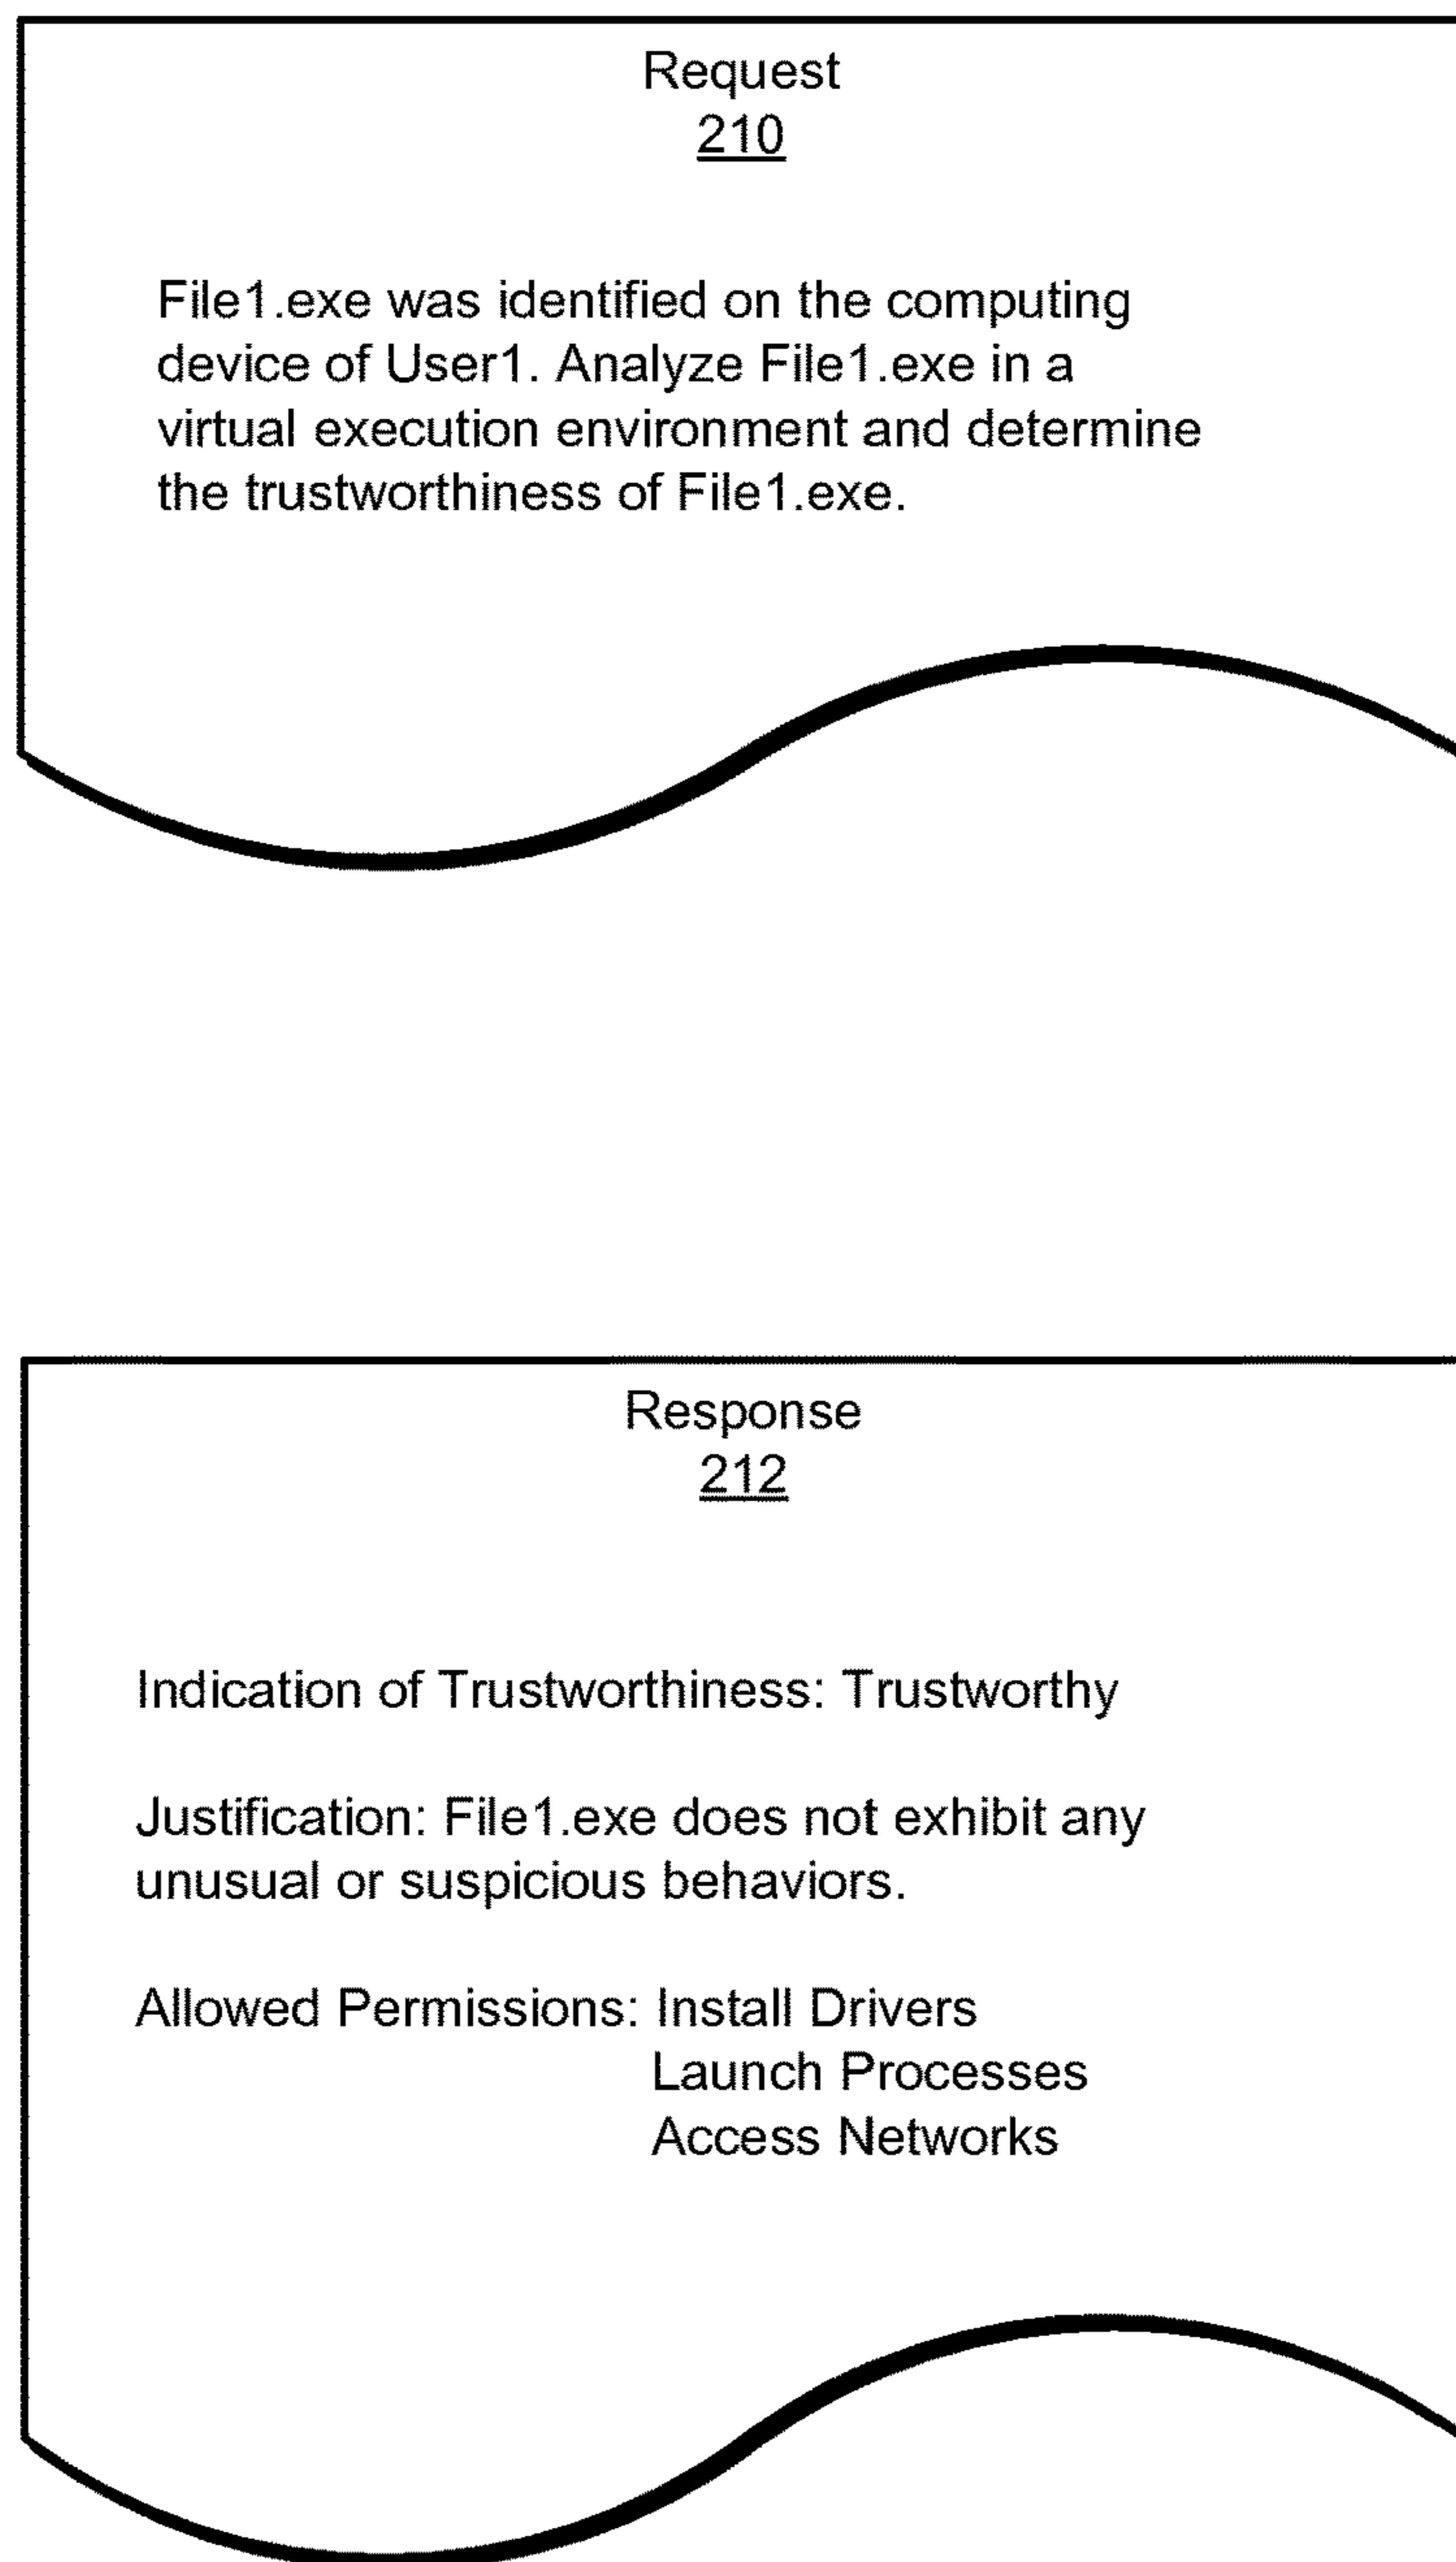 Request
210
File1.exe was identified on the computing
device of User1. Analyze File1.exe in a
virtual execution environment and determine
the trustworthiness of File1.exe.
Response
212
Indication of Trustworthiness: Trustworthy
Justification: File1.exe does not exhibit any
unusual or suspicious behaviors.
Allowed Permissions: Install Drivers
Launch Processes
Access Networks